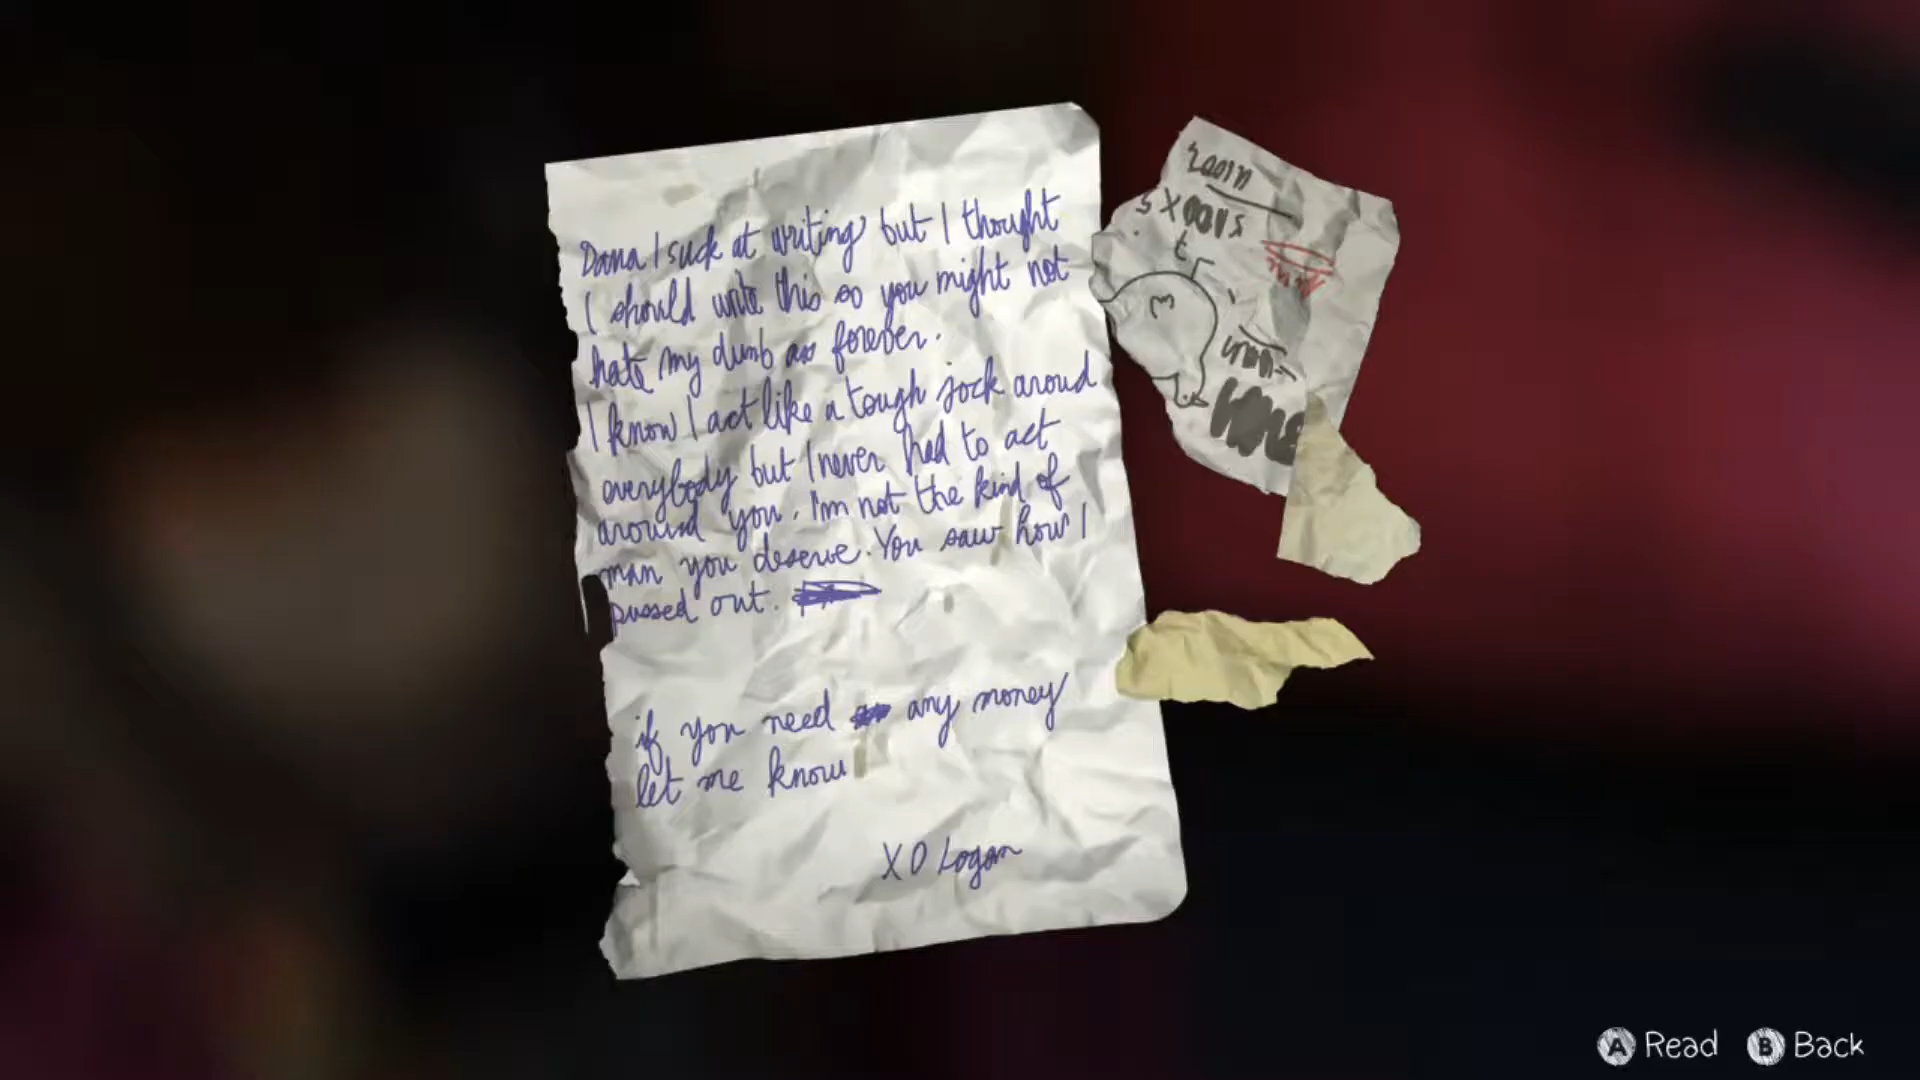 Dana I suck at writing but I thought
I should write this so you might not
hate my dumb ass forever.
I know I act like a tough jock aroud
everybody but I never had to act
around you. I'm not the kind of
man you deserve. You saw how I
pussed out.
if you need any money
let me know
XO Logan
room
A Read B Back